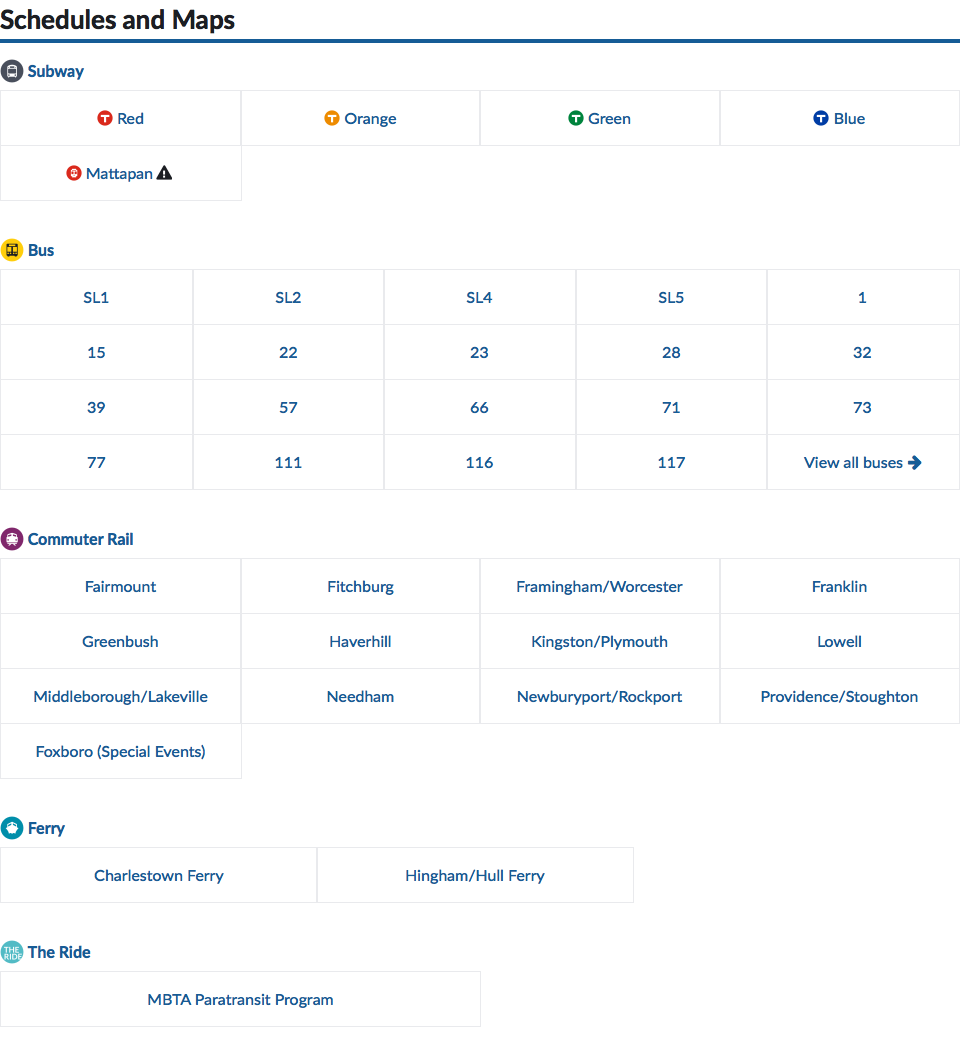 Schedules and Maps
Subway
T Red T Orange T Green T Blue
Mattapan
Bus
SL1 SL2 SL4 SL5 1
15 22 23 28 32
39 57 66 71 73
77 111 116 117 View all buses
Commuter Rail
Fairmount Fitchburg Framingham/Worcester Franklin
Greenbush Haverhill Kingston/Plymouth Lowell
Middleborough/Lakeville Needham Newburyport/Rockport Providence/Stoughton
Foxboro (Special Events)
Ferry
Charlestown Ferry Hingham/Hull Ferry
THE RIDE The Ride
MBTA Paratransit Program